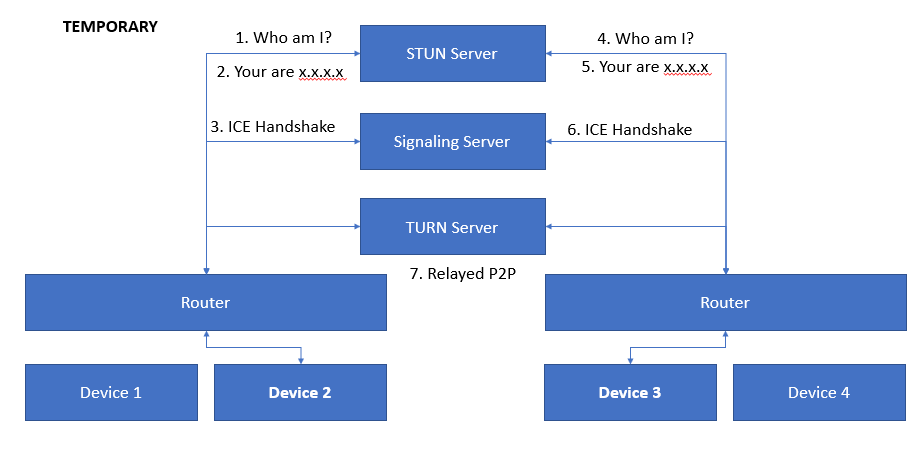 TEMPORARY
1. Who am I?
STUN Server
4. Who am I?
2. Your are x.x.x.x
5. Your are x.x.x.x
3. ICE Handshake
Signaling Server
6. ICE Handshake
TURN Server
7. Relayed P2P
Router
Router
Device 1
Device 2
Device 3
Device 4